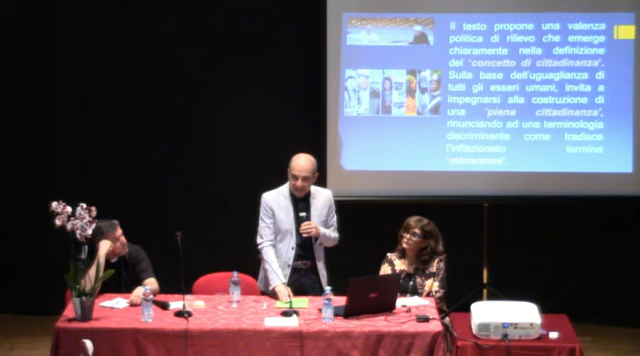 Il testo propone una valenza
politica di rilievo che emerge
chiaramente nella definizione
del ‘concetto di cittadinanza’.
Sulla base dell’uguaglianza di
tutti gli esseri umani, invita a
impegnarsi alla costruzione di
una ‘piena cittadinanza’,
rinunciando ad una terminologia
discriminante come tradisce
l’inflazionato termine
‘minoranze’.